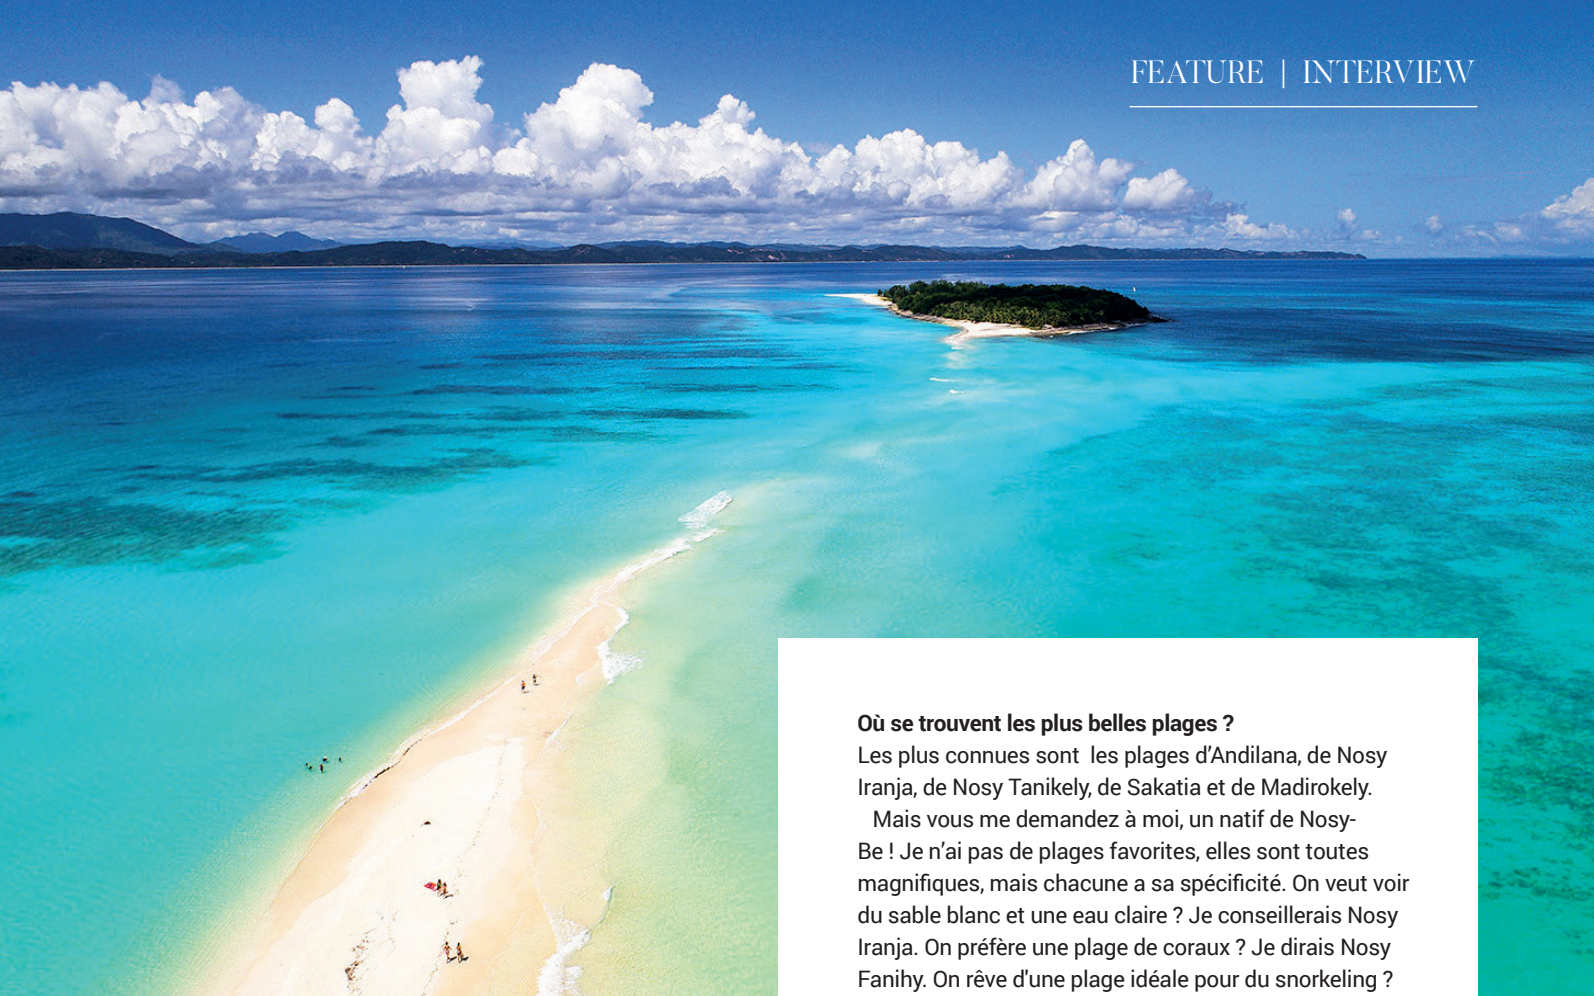 FEATURE | INTERVIEW
Où se trouvent les plus belles plages ?
Les plus connues sont  les plages d’Andilana, de Nosy
Iranja, de Nosy Tanikely, de Sakatia et de Madirokely.
Mais vous me demandez à moi, un natif de Nosy-
Be ! Je n’ai pas de plages favorites, elles sont toutes
magnifiques, mais chacune a sa spécificité. On veut voir
du sable blanc et une eau claire ? Je conseillerais Nosy
Iranja. On préfère une plage de coraux ? Je dirais Nosy
Fanihy. On rêve d'une plage idéale pour du snorkeling ?